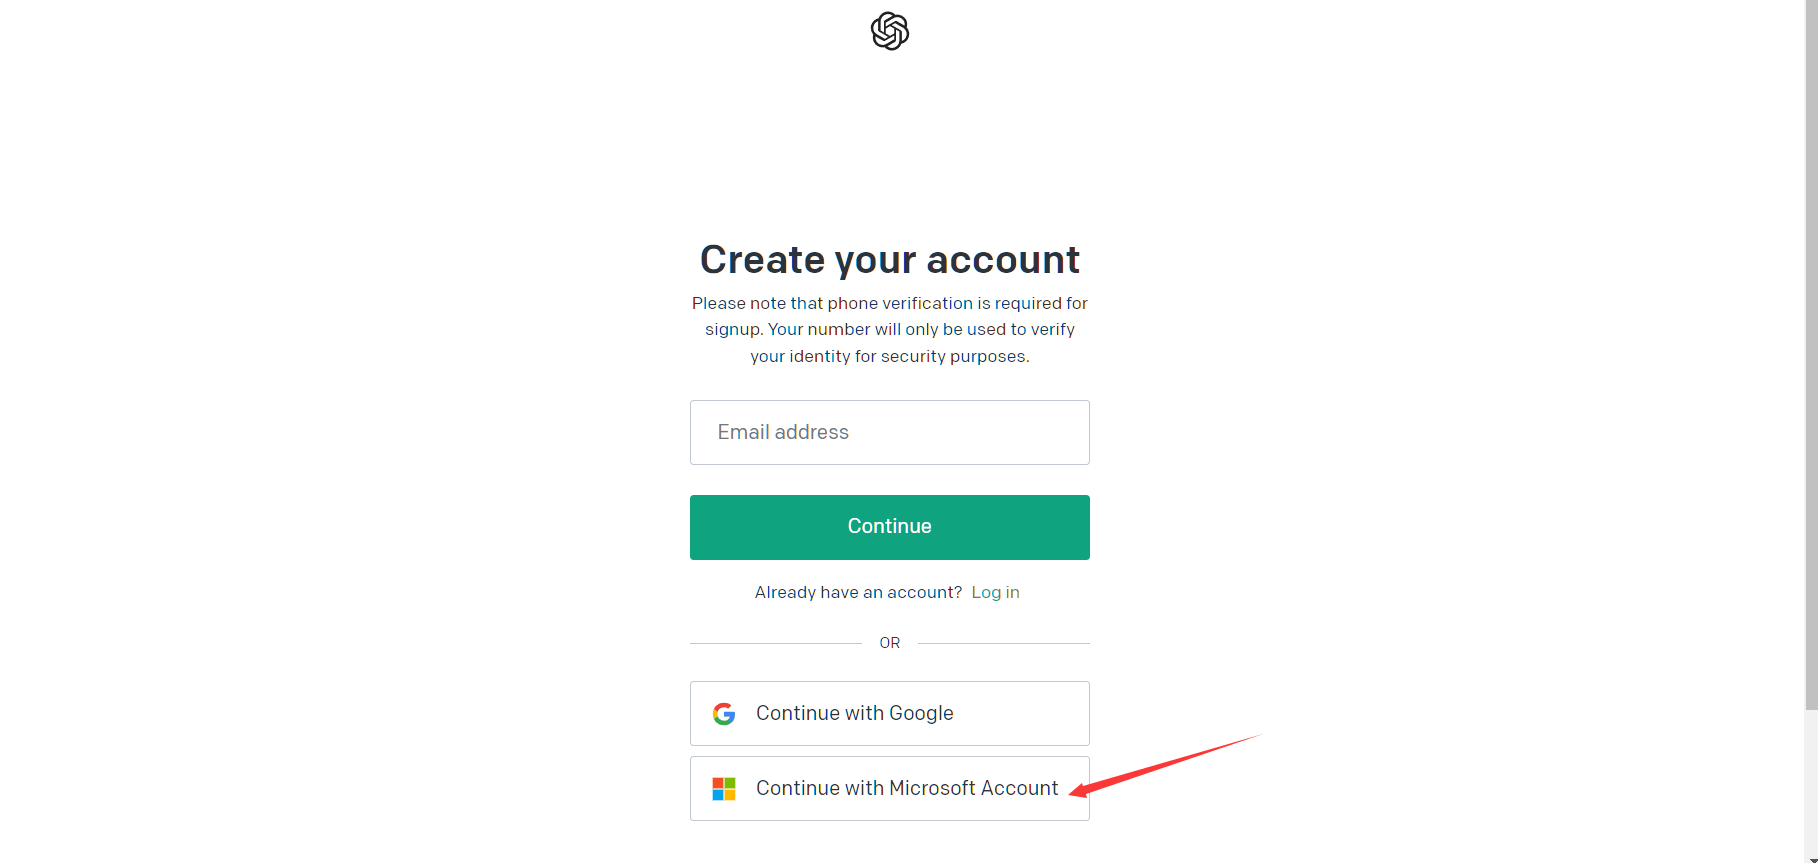 Create your account
Please note that phone verification is required for
signup. Your number will only be used to verify
your identity for security purposes.
Email address
Continue
Already have an account? Log in
OR
Continue with Google
Continue with Microsoft Account